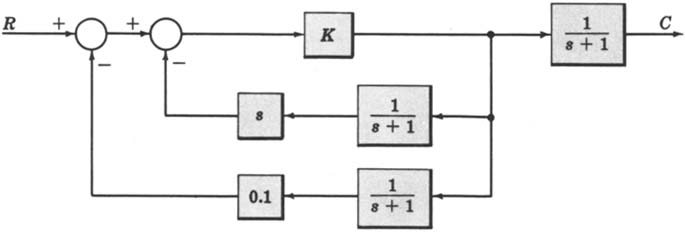 R + + K 1/(s + 1) C
− −
s 1/(s + 1)
0.1 1/(s + 1)